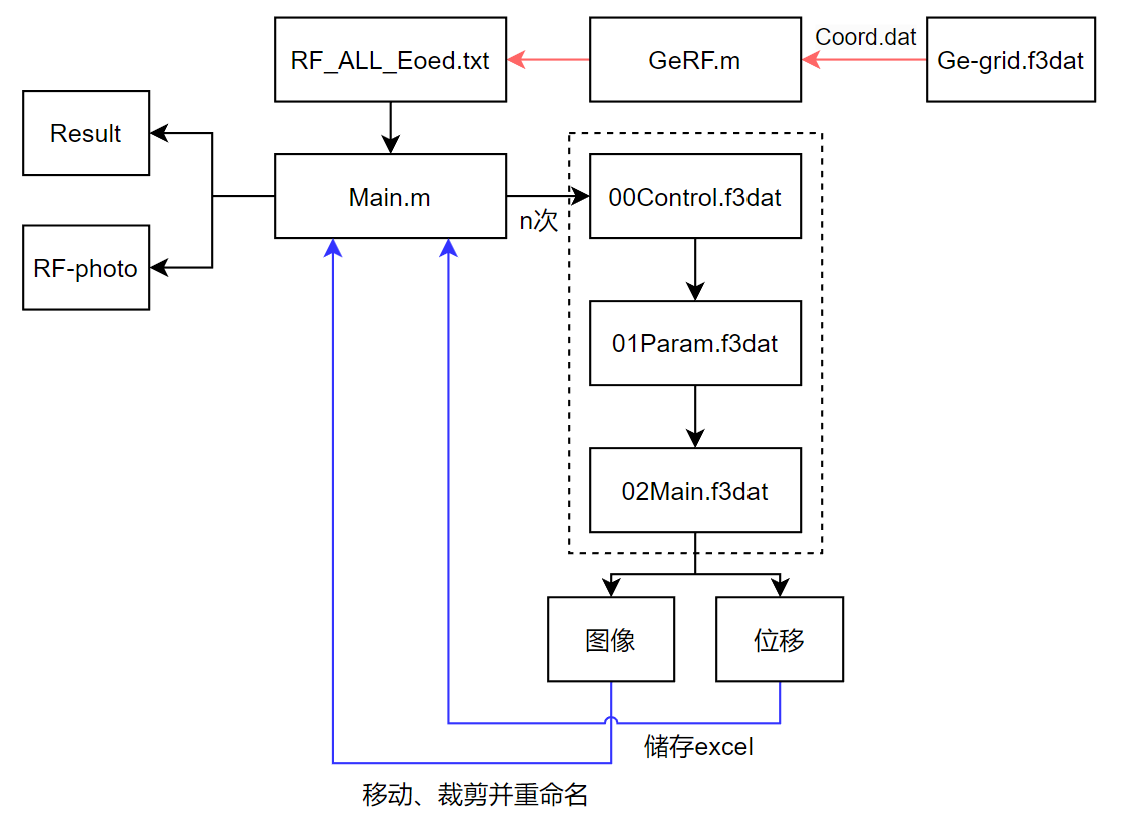 Coord.dat
RF_ALL_Eoed.txt
GeRF.m
Ge-grid.f3dat
Result
Main.m
n次
00Control.f3dat
RF-photo
01Param.f3dat
02Main.f3dat
图像
位移
储存excel
移动、裁剪并重命名